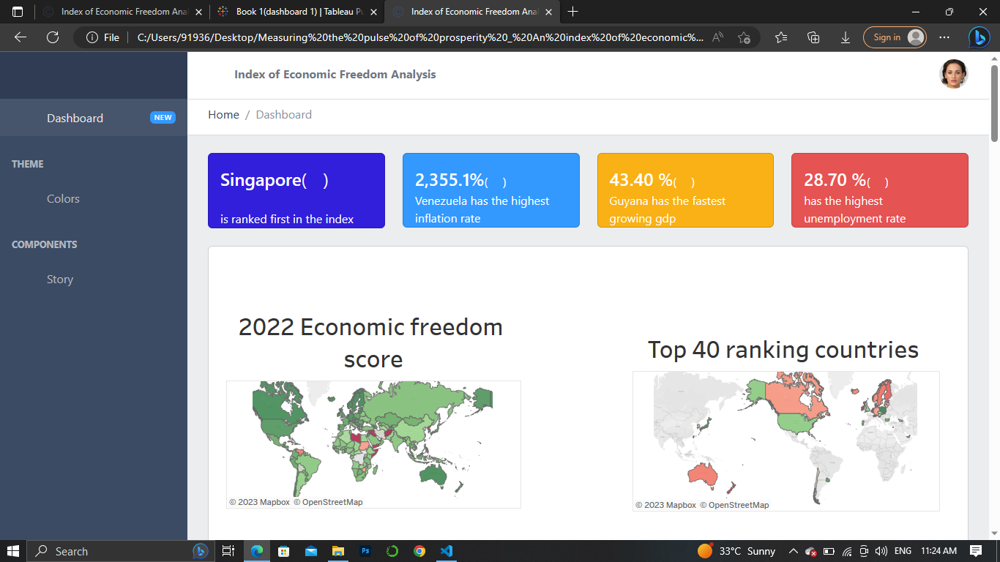 Index of Economic Freedom Ana
Book 1(dashboard 1) | Tableau Pu
Index of Economic Freedom Anal
File
C:/Users/91936/Desktop/Measuring%20the%20pulse%20of%20prosperity%20_%20An%20index%20of%20economic%...
Sign in
Index of Economic Freedom Analysis
Dashboard NEW
Home / Dashboard
THEME
Colors
COMPONENTS
Story
Singapore( )
is ranked first in the index
2,355.1%( )
Venezuela has the highest
inflation rate
43.40 %( )
Guyana has the fastest
growing gdp
28.70 %( )
has the highest
unemployment rate
2022 Economic freedom
score
© 2023 Mapbox © OpenStreetMap
Top 40 ranking countries
© 2023 Mapbox © OpenStreetMap
Search
Ps
33°C Sunny
ENG
11:24 AM